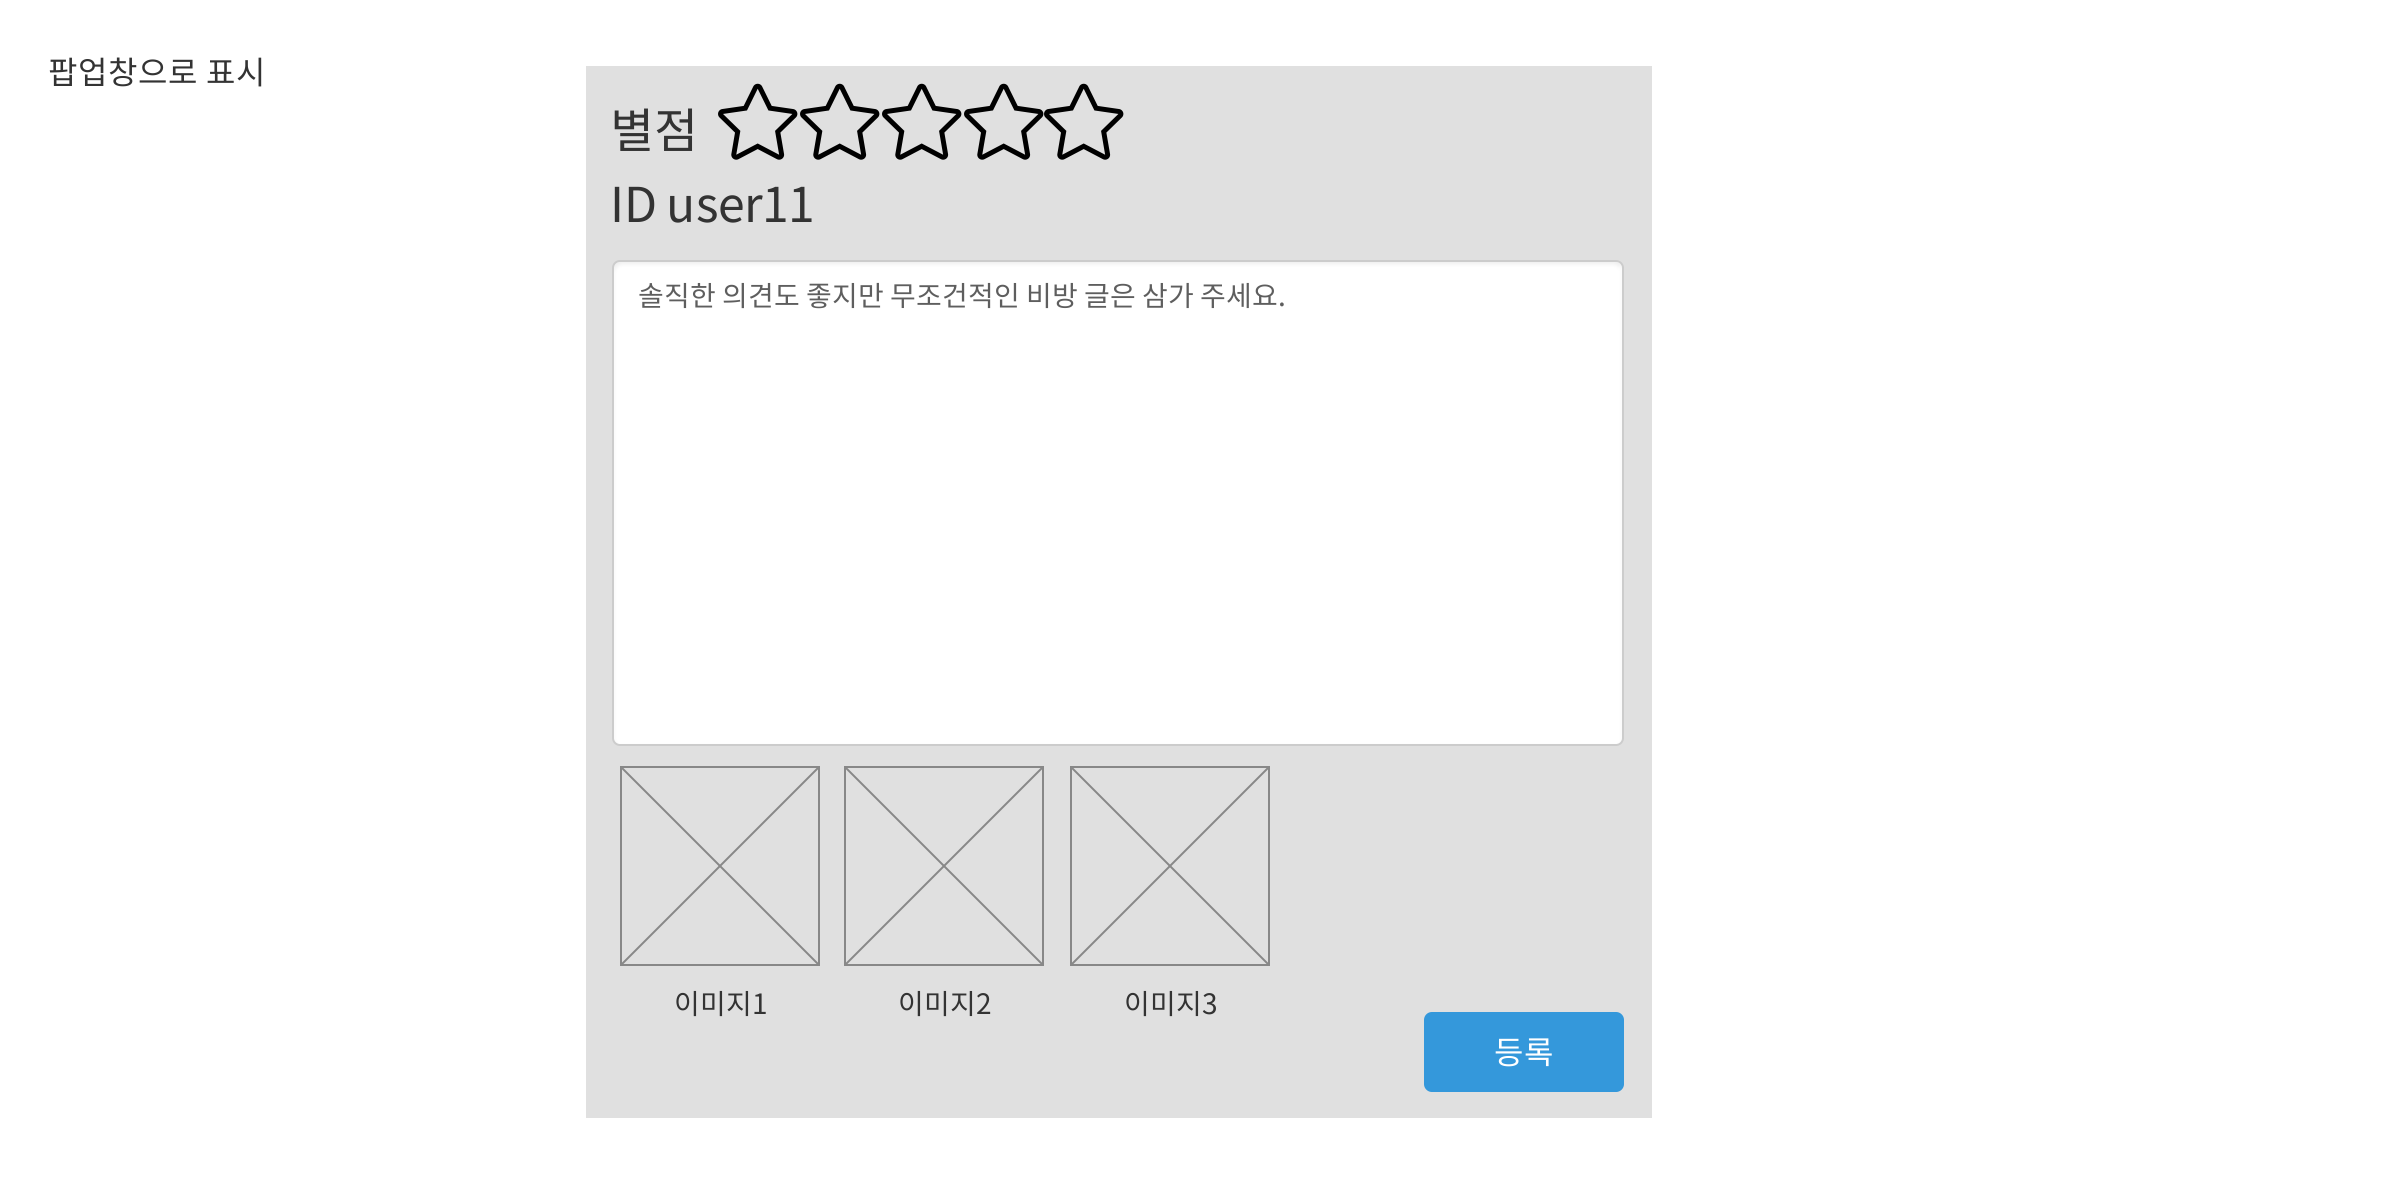 팝업창으로 표시
별점
ID user11
솔직한 의견도 좋지만 무조건적인 비방 글은 삼가 주세요.
이미지1
이미지2
이미지3
등록